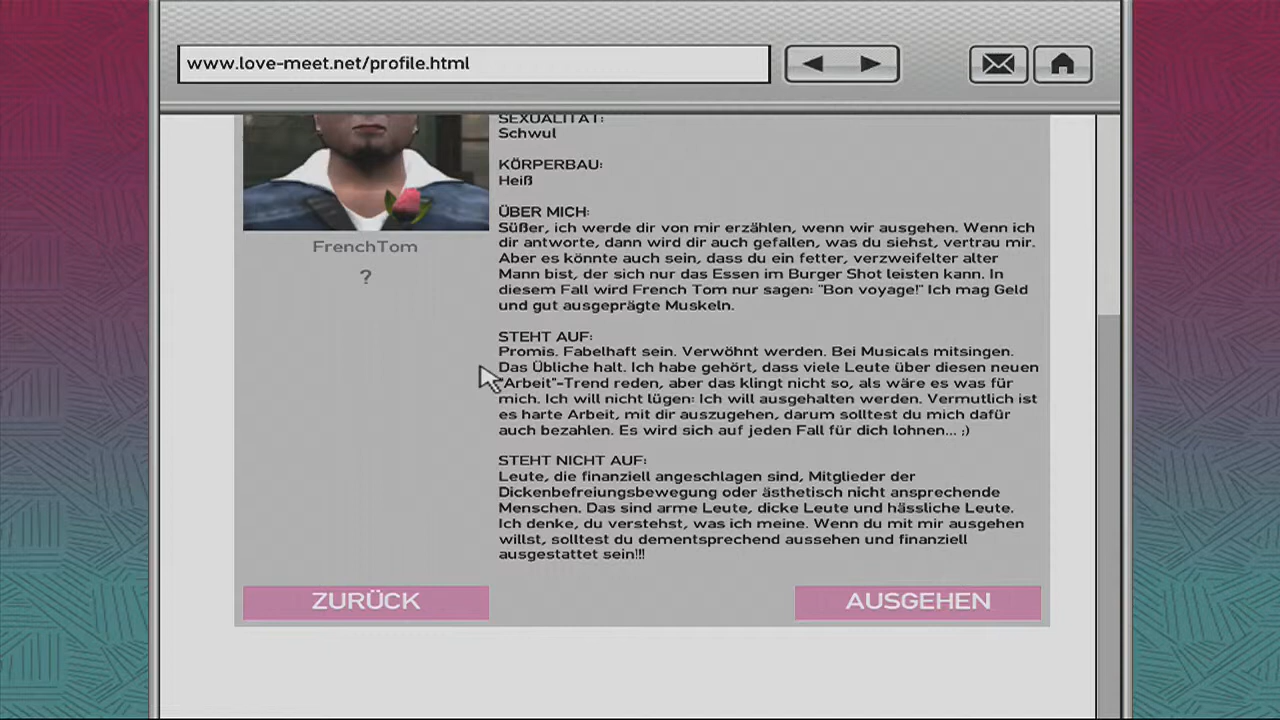 www.love-meet.net/profile.html
SEXUALITÄT:
Schwul
KÖRPERBAU:
Heiß
FrenchTom
?
ÜBER MICH:
Süßer, ich werde dir von mir erzählen, wenn wir ausgehen. Wenn ich
dir antworte, dann wird dir auch gefallen, was du siehst, vertrau mir.
Aber es könnte auch sein, dass du ein fetter, verzweifelter alter
Mann bist, der sich nur das Essen im Burger Shot leisten kann. In
diesem Fall wird French Tom nur sagen: "Bon voyage!" Ich mag Geld
und gut ausgeprägte Muskeln.
STEHT AUF:
Promis. Fabelhaft sein. Verwöhnt werden. Bei Musicals mitsingen.
Das Übliche halt. Ich habe gehört, dass viele Leute über diesen neuen
"Arbeit"-Trend reden, aber das klingt nicht so, als wäre es was für
mich. Ich will nicht lügen: Ich will ausgehalten werden. Vermutlich ist
es harte Arbeit, mit dir auszugehen, darum solltest du mich dafür
auch bezahlen. Es wird sich auf jeden Fall für dich lohnen... ;)
STEHT NICHT AUF:
Leute, die finanziell angeschlagen sind, Mitglieder der
Dickenbefreiungsbewegung oder ästhetisch nicht ansprechende
Menschen. Das sind arme Leute, dicke Leute und hässliche Leute.
Ich denke, du verstehst, was ich meine. Wenn du mit mir ausgehen
willst, solltest du dementsprechend aussehen und finanziell
ausgestattet sein!!!
ZURÜCK
AUSGEHEN